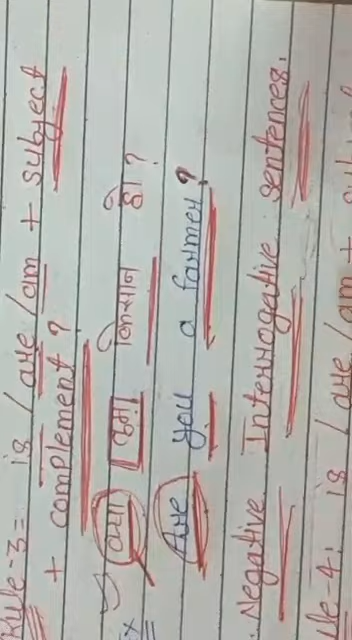 Rule-3= is / are / am + subject
+ complement ?
Ex क्या तुम किसान हो ?
Are you a farmer ?
. Negative Interrogative sentences.
Rule-4. is / are / am + subject